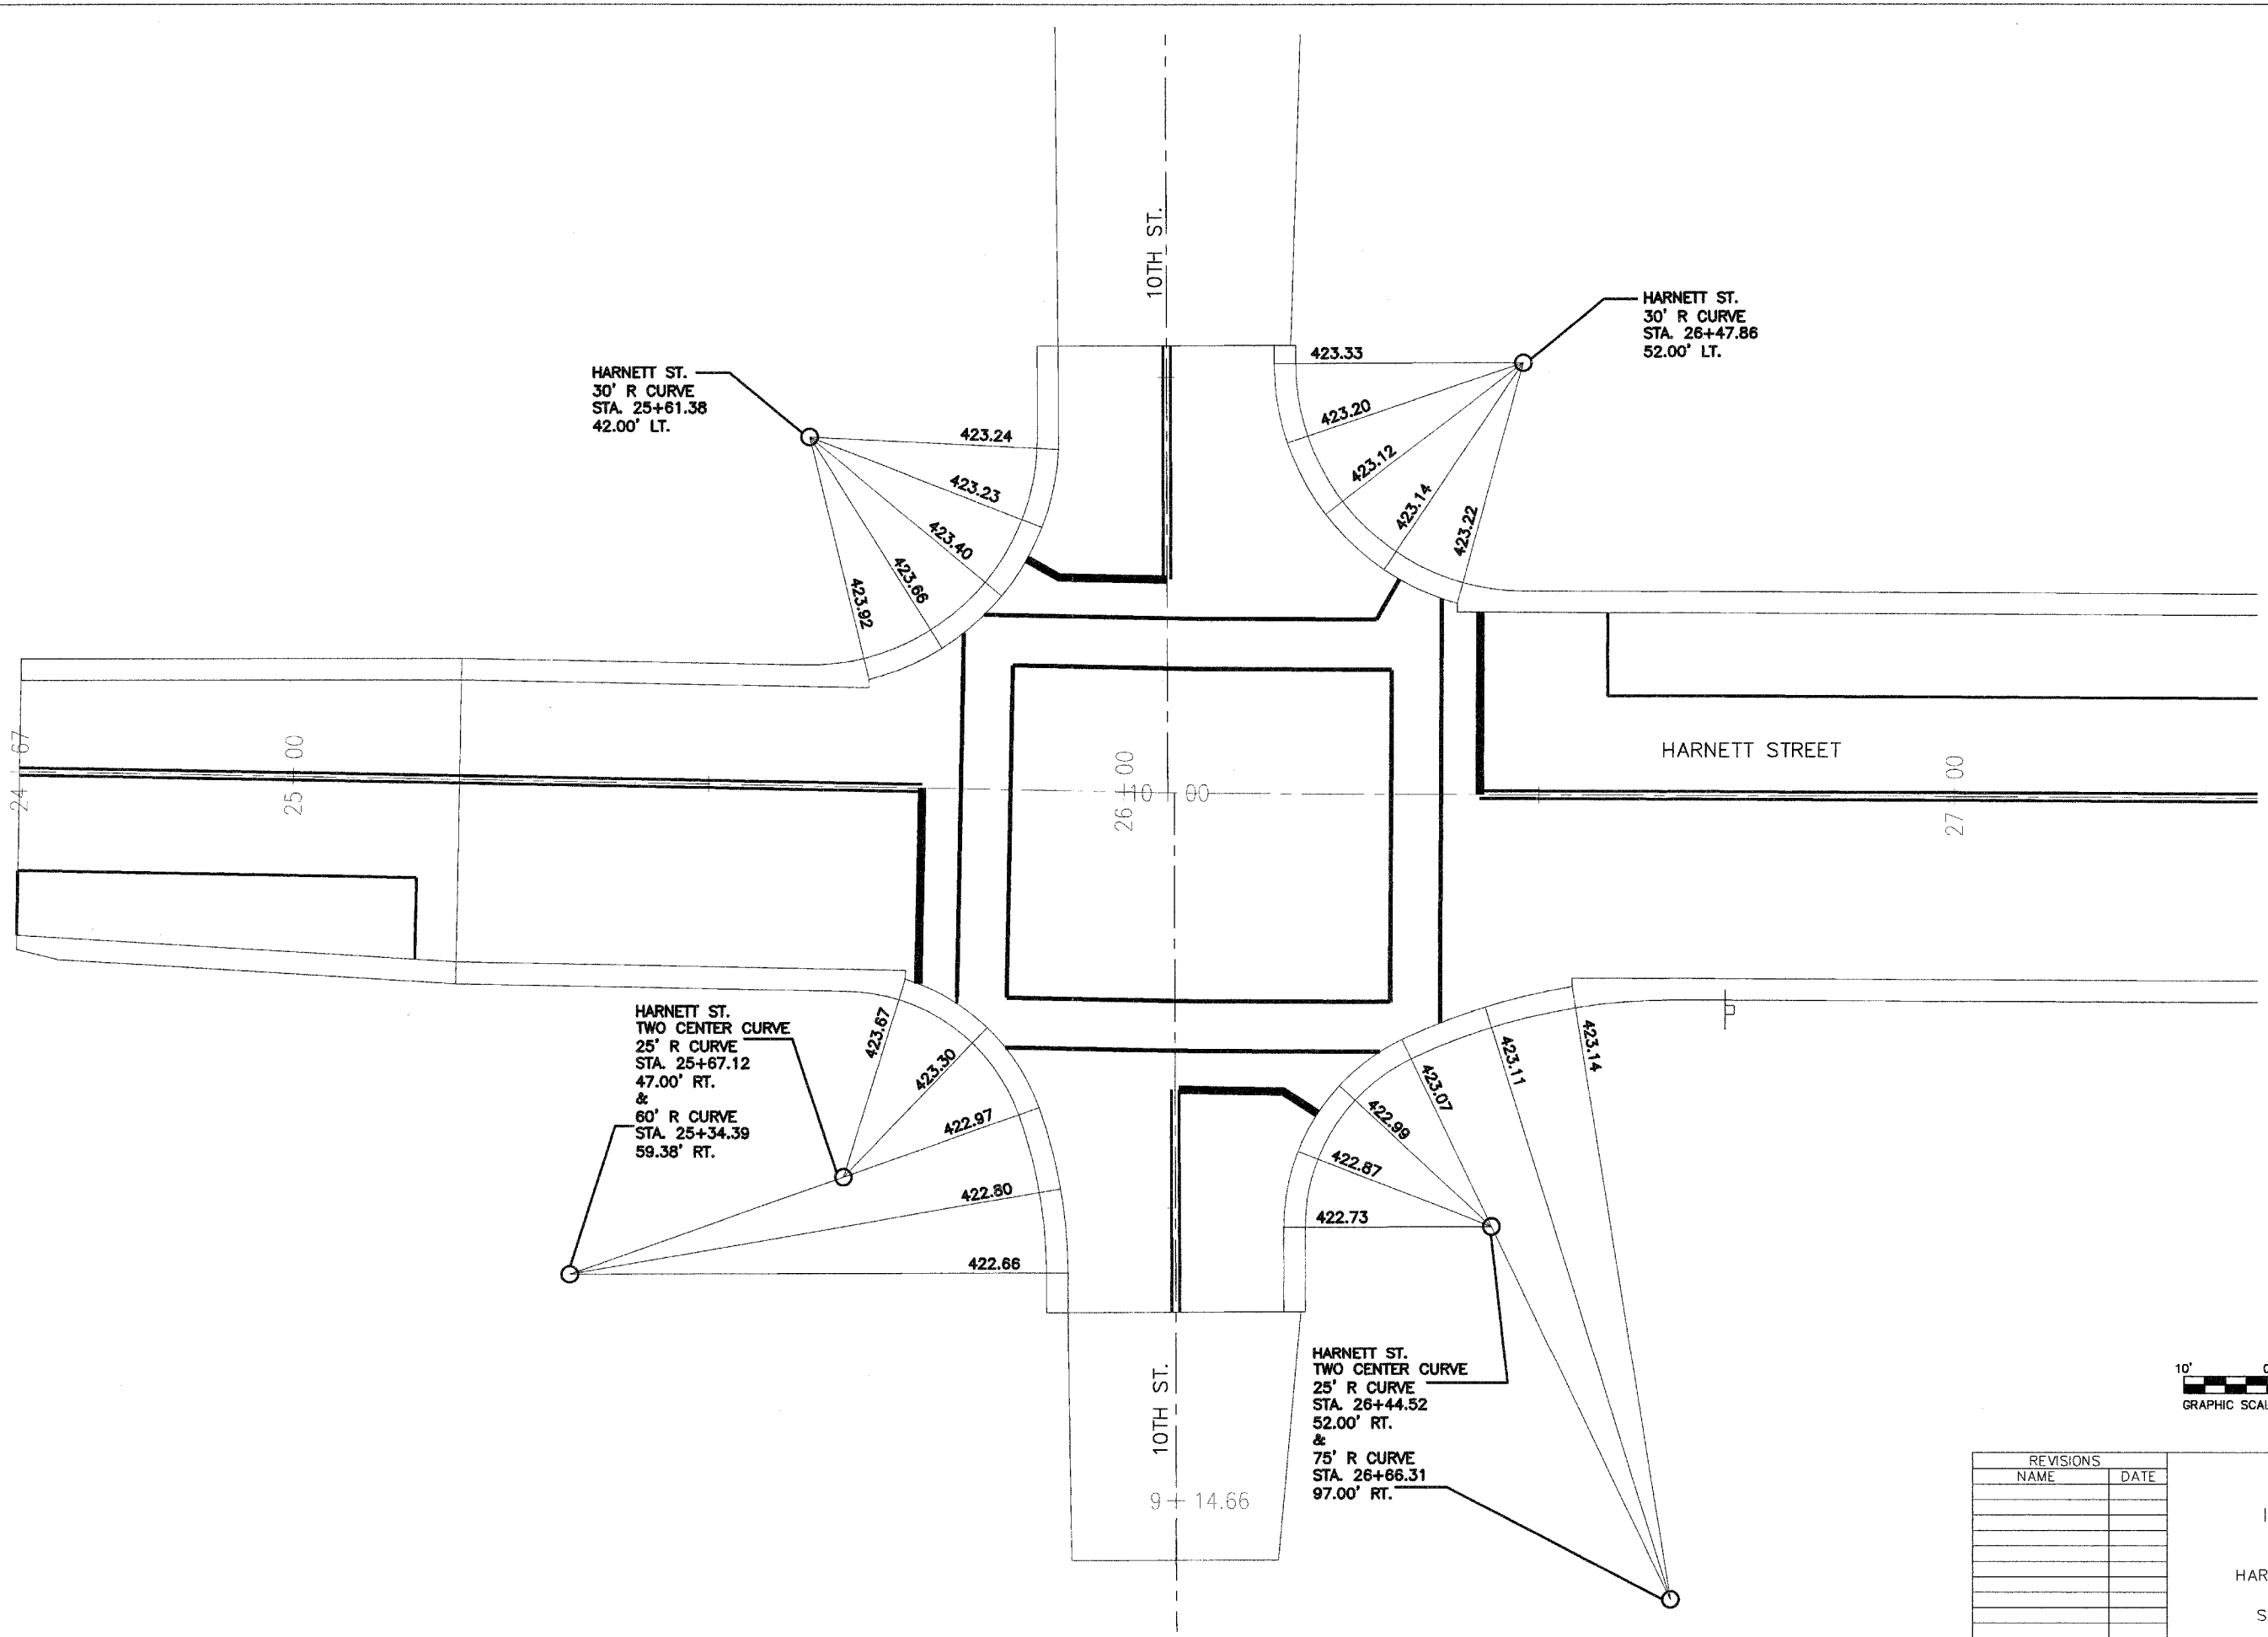 10TH ST.
HARNETT ST.
30' R CURVE
STA. 26+47.86
52.00' LT.
423.33
423.20
423.12
423.14
423.22
HARNETT ST.
30' R CURVE
STA. 25+61.38
42.00' LT.
423.24
423.23
423.40
423.66
423.92
HARNETT STREET
24 67
25 00
26+00
10 00
27 00
HARNETT ST.
TWO CENTER CURVE
25' R CURVE
STA. 25+67.12
47.00' RT.
&
60' R CURVE
STA. 25+34.39
59.38' RT.
423.67
423.30
422.97
422.80
422.66
423.14
423.11
423.07
422.99
422.87
422.73
HARNETT ST.
TWO CENTER CURVE
25' R CURVE
STA. 26+44.52
52.00' RT.
&
75' R CURVE
STA. 26+66.31
97.00' RT.
10TH ST.
9+14.66
10'
GRAPHIC SCAL
REVISIONS
NAME DATE
HAR
S